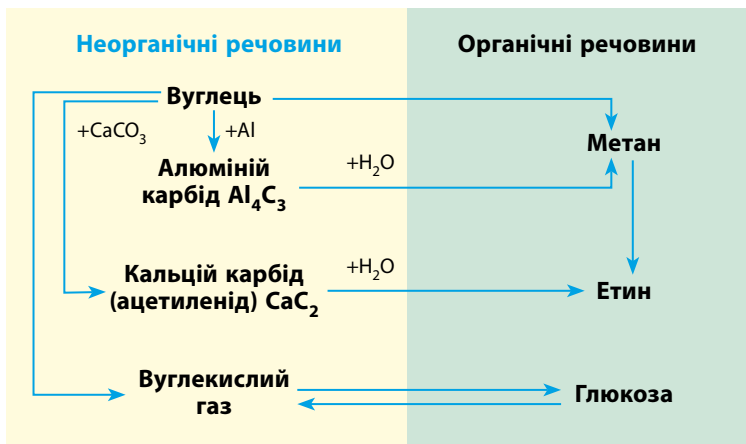 Неорганічні речовини
Органічні речовини
Вуглець
+CaCO₃
+Al
Метан
Алюміній
карбід Al₄C₃
+H₂O
Кальцій карбід
(ацетиленід) CaC₂
+H₂O
Етин
Вуглекислий
газ
Глюкоза